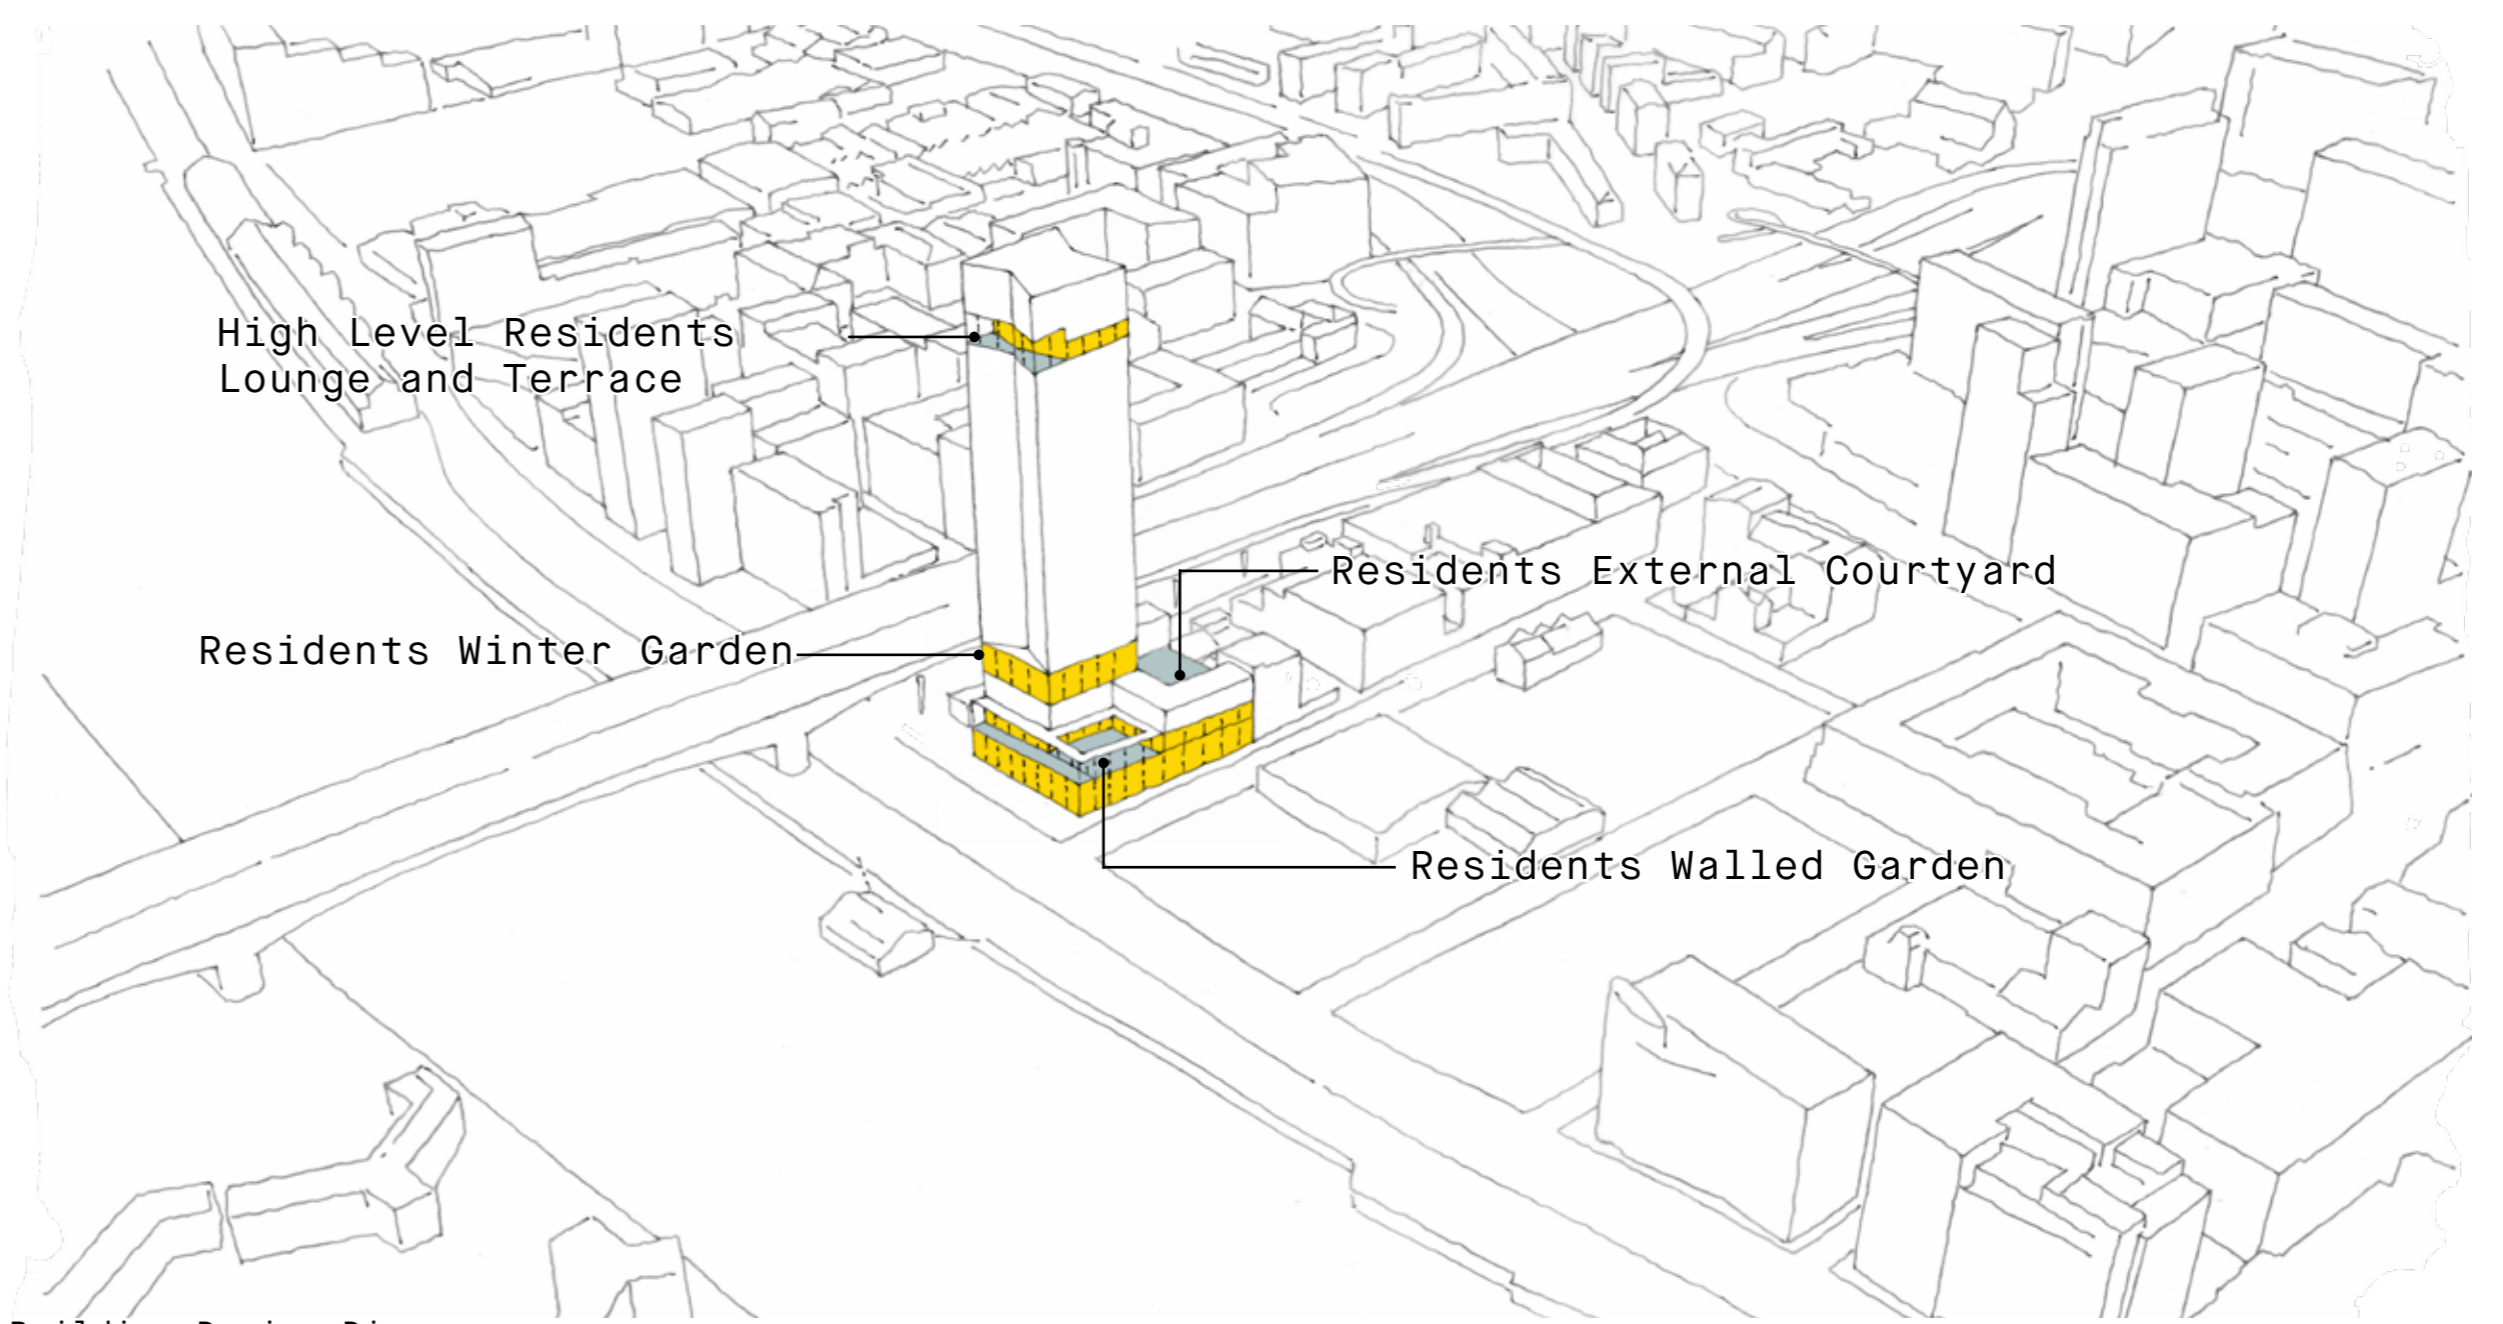 High Level Residents
Lounge and Terrace
Residents External Courtyard
Residents Winter Garden
Residents Walled Garden